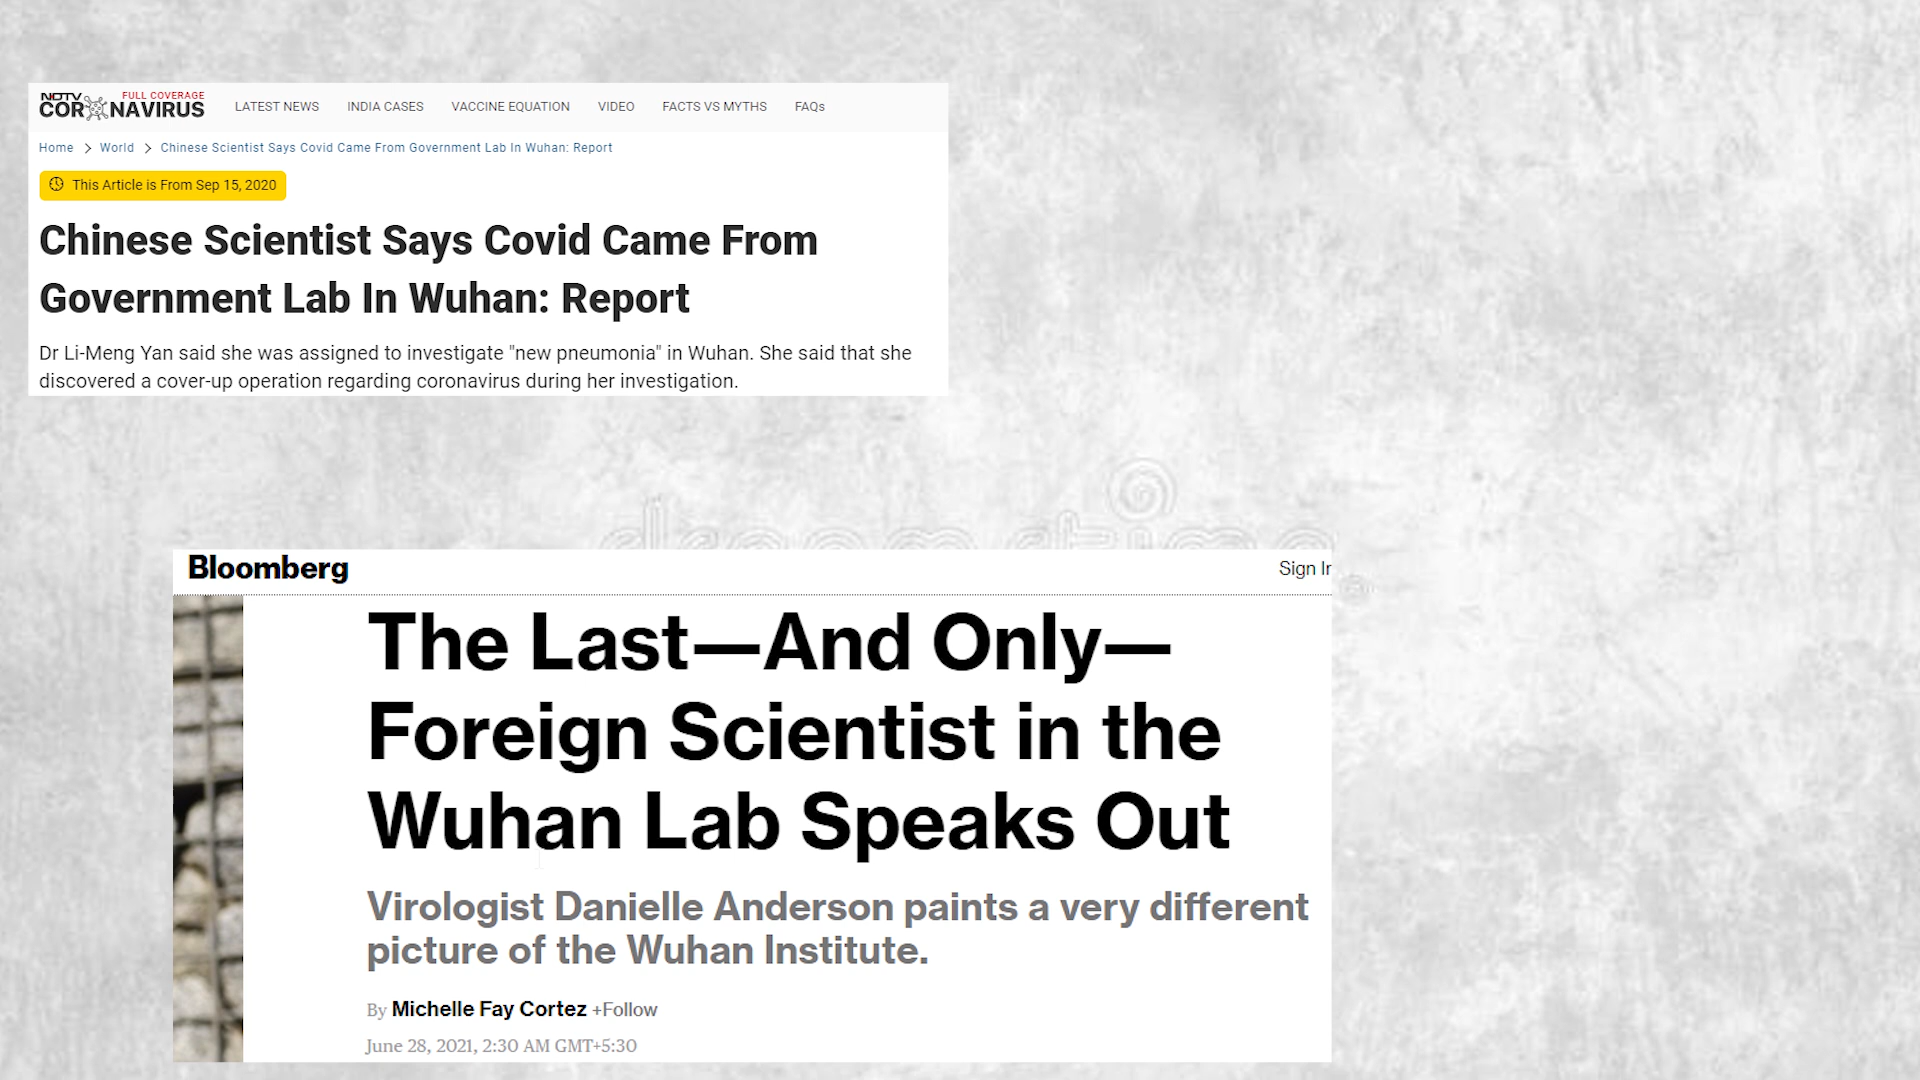 NDTV FULL COVERAGE
CORONAVIRUS
LATEST NEWS INDIA CASES VACCINE EQUATION VIDEO FACTS VS MYTHS FAQs
Home > World > Chinese Scientist Says Covid Came From Government Lab In Wuhan: Report
This Article is From Sep 15, 2020
Chinese Scientist Says Covid Came From
Government Lab In Wuhan: Report
Dr Li-Meng Yan said she was assigned to investigate "new pneumonia" in Wuhan. She said that she
discovered a cover-up operation regarding coronavirus during her investigation.
Bloomberg Sign In
The Last—And Only—
Foreign Scientist in the
Wuhan Lab Speaks Out
Virologist Danielle Anderson paints a very different
picture of the Wuhan Institute.
By Michelle Fay Cortez +Follow
June 28, 2021, 2:30 AM GMT+5:30